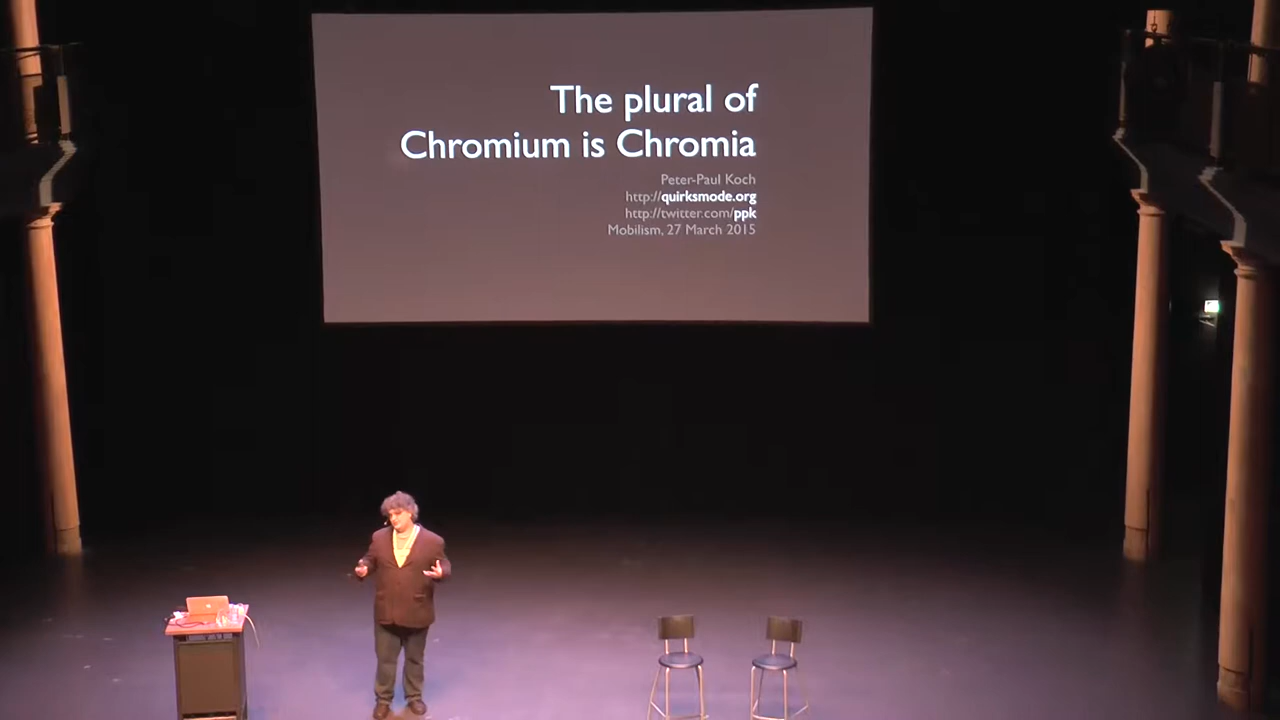 The plural of
Chromium is Chromia
Peter-Paul Koch
http://quirksmode.org
http://twitter.com/ppk
Mobilism, 27 March 2015